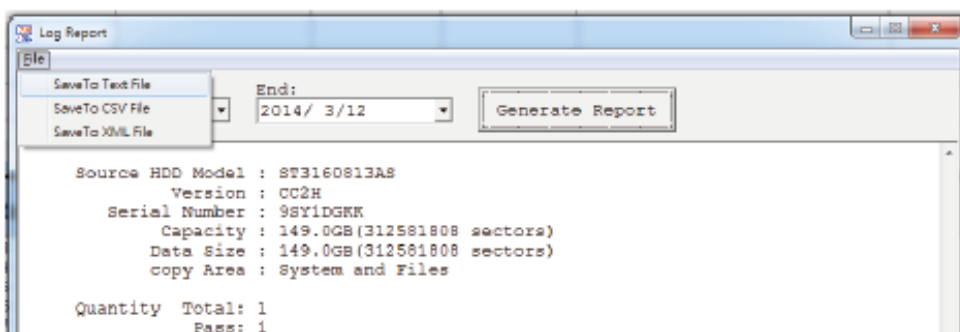 Log Report
File
SaveTo Text File
SaveTo CSV File
SaveTo XML File
End:
2014/ 3/12
Generate Report
Source HDD Model : ST3160813AS
Version : CC2H
Serial Number : 9SY1DGKK
Capacity : 149.0GB(312581808 sectors)
Data Size : 149.0GB(312581808 sectors)
copy Area : System and Files
Quantity Total: 1
Pass: 1